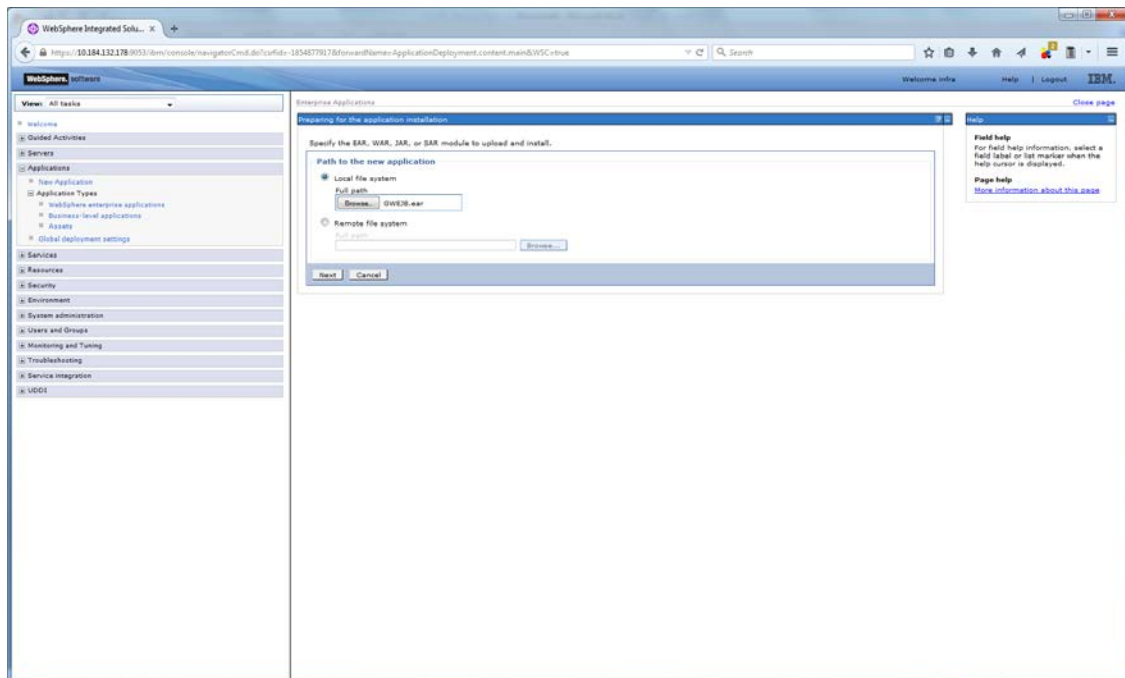 WebSphere Integrated Solu... ×
https://10.184.132.178:9053/ibm/console/navigatorCmd.do?csrfid=-1854877917&forwardName=ApplicationDeployment.content.main&WSC=true
Search
WebSphere. software
Welcome infra
Help | Logout
IBM.
View: All tasks
Welcome
Guided Activities
Servers
Applications
New Application
Application Types
WebSphere enterprise applications
Business-level applications
Assets
Global deployment settings
Services
Resources
Security
Environment
System administration
Users and Groups
Monitoring and Tuning
Troubleshooting
Service integration
UDDI
Enterprise Applications
Close page
Preparing for the application installation
Specify the EAR, WAR, JAR, or SAR module to upload and install.
Path to the new application
Local file system
Full path
Browse... GWEJB.ear
Remote file system
Full path
Browse...
Next Cancel
Help
Field help
For field help information, select a
field label or list marker when the
help cursor is displayed.
Page help
More information about this page